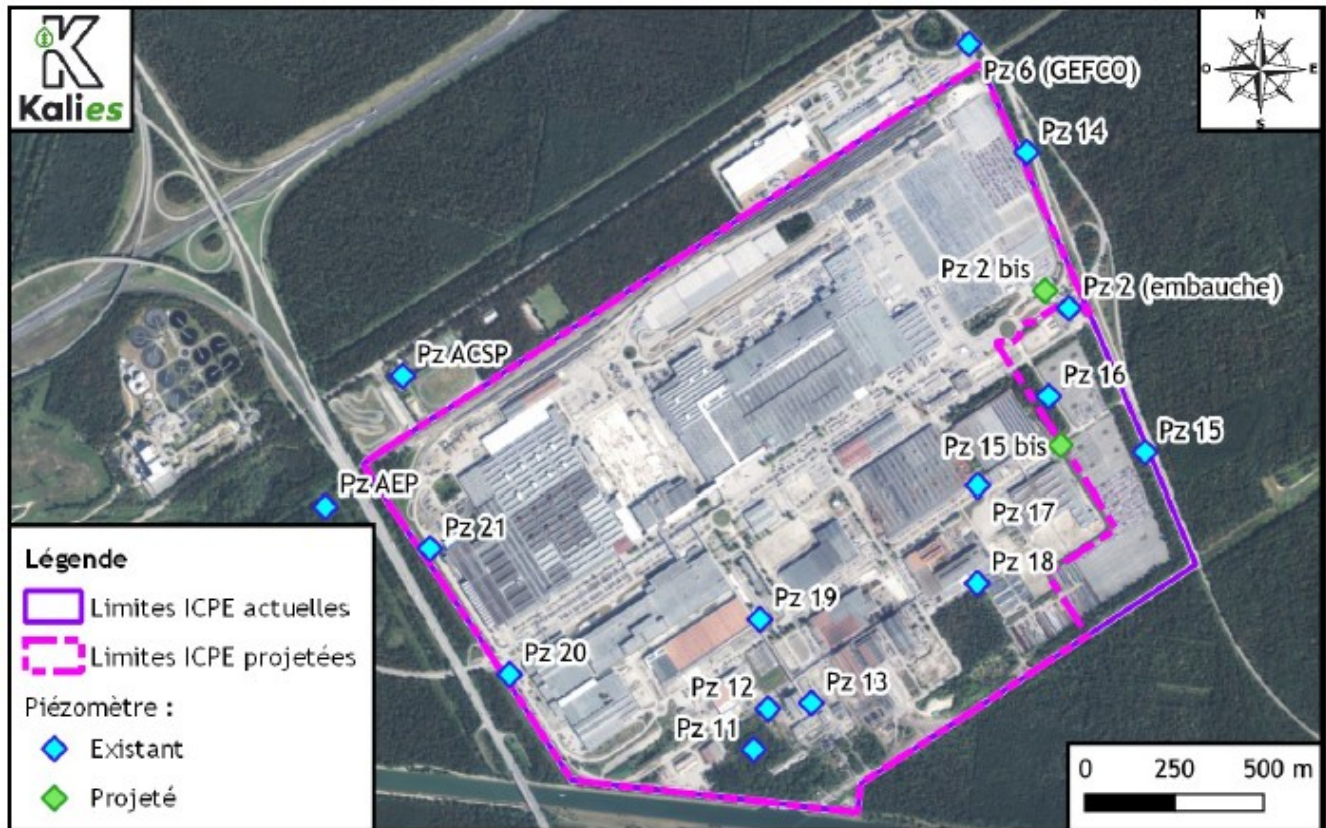 Kalies
N
O
E
S
Pz 6 (GEFCO)
Pz 14
Pz 2 bis
Pz 2 (embauche)
Pz ACSP
Pz 16
Pz 15
Pz 15 bis
Pz AEP
Pz 21
Pz 17
Pz 18
Pz 19
Pz 20
Pz 12
Pz 13
Pz 11
Légende
Limites ICPE actuelles
Limites ICPE projetées
Piézomètre :
Existant
Projeté
0 250 500 m